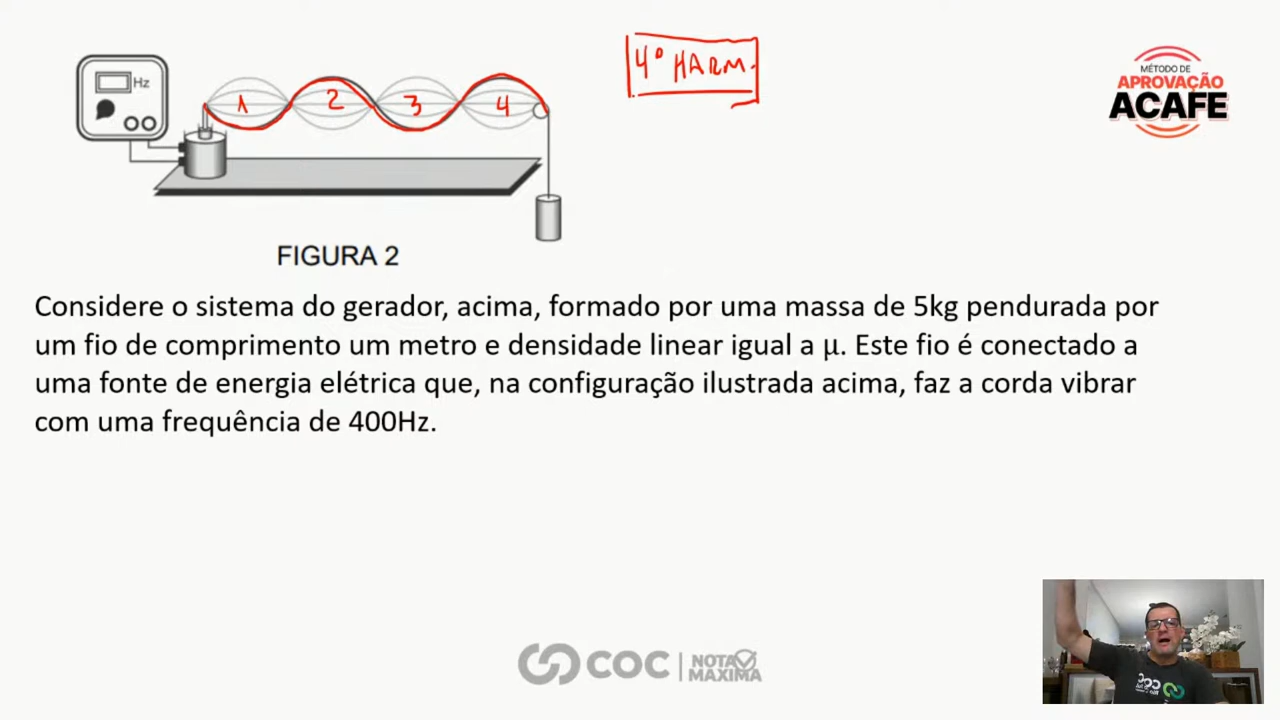 4º HARM.
MÉTODO DE
APROVAÇÃO
ACAFE
Hz
1 2 3 4
FIGURA 2
Considere o sistema do gerador, acima, formado por uma massa de 5kg pendurada por
um fio de comprimento um metro e densidade linear igual a μ. Este fio é conectado a
uma fonte de energia elétrica que, na configuração ilustrada acima, faz a corda vibrar
com uma frequência de 400Hz.
COC NOTA
MÁXIMA